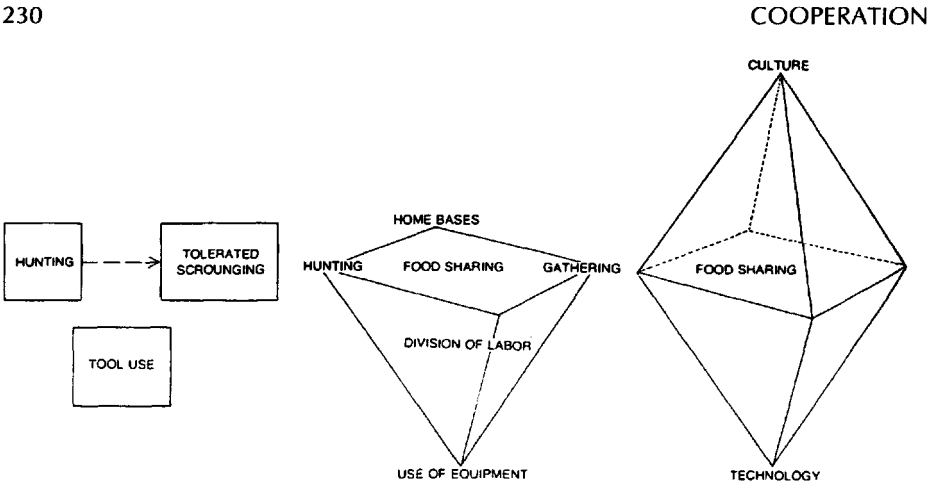 230
COOPERATION
CULTURE
HOME BASES
HUNTING
TOLERATED
SCROUNGING
HUNTING
FOOD SHARING
GATHERING
FOOD SHARING
DIVISION OF LABOR
TOOL USE
USE OF EQUIPMENT
TECHNOLOGY